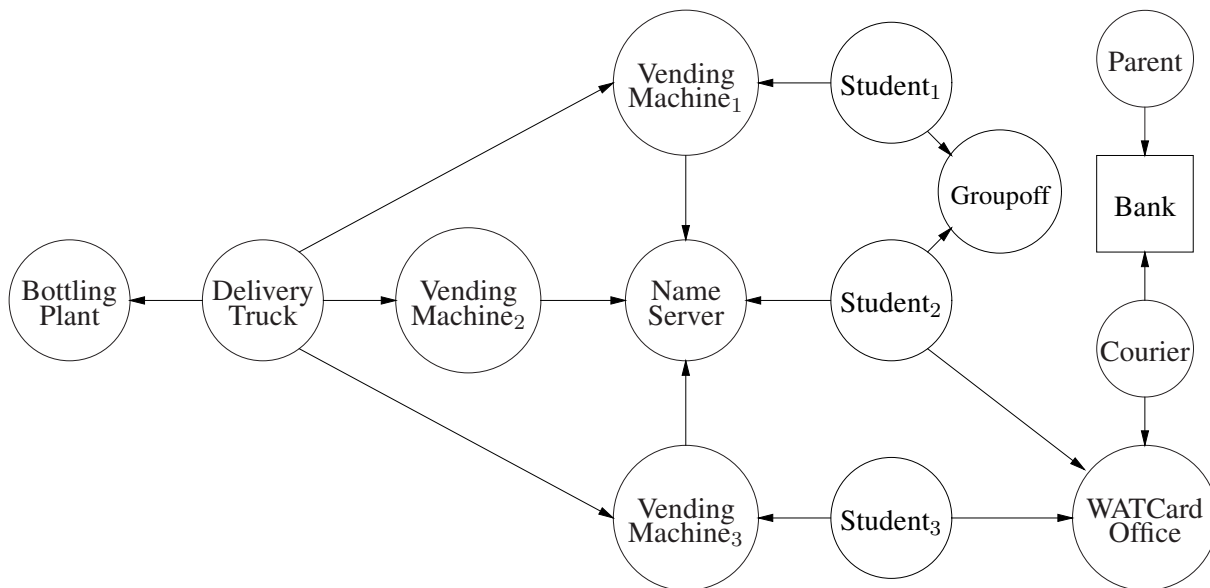 Vending
Machine₁
Student₁
Parent
Groupoff
Bank
Bottling
Plant
Delivery
Truck
Vending
Machine₂
Name
Server
Student₂
Courier
Vending
Machine₃
Student₃
WATCard
Office